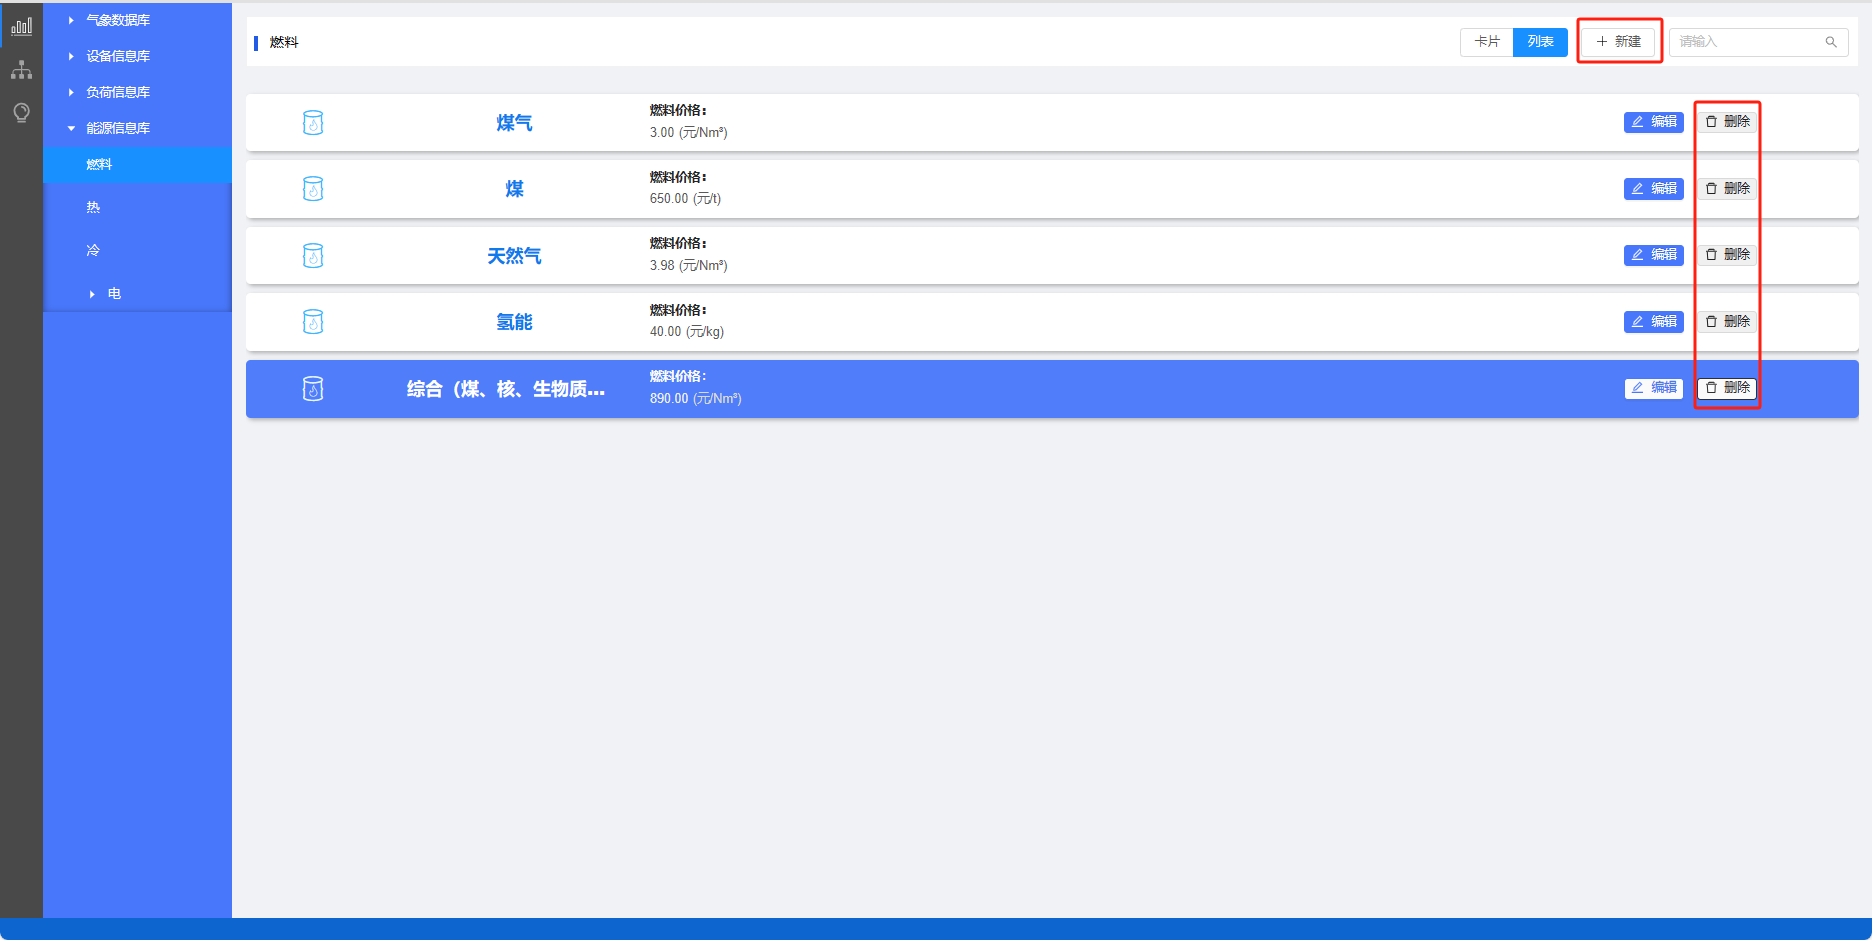 气象数据库
设备信息库
负荷信息库
能源信息库
燃料
热
冷
电
燃料
卡片
列表
新建
请输入
煤气
燃料价格：
3.00 (元/Nm³)
编辑
删除
煤
燃料价格：
650.00 (元/t)
编辑
删除
天然气
燃料价格：
3.98 (元/Nm³)
编辑
删除
氢能
燃料价格：
40.00 (元/kg)
编辑
删除
综合（煤、核、生物质...
燃料价格：
890.00 (元/Nm³)
编辑
删除